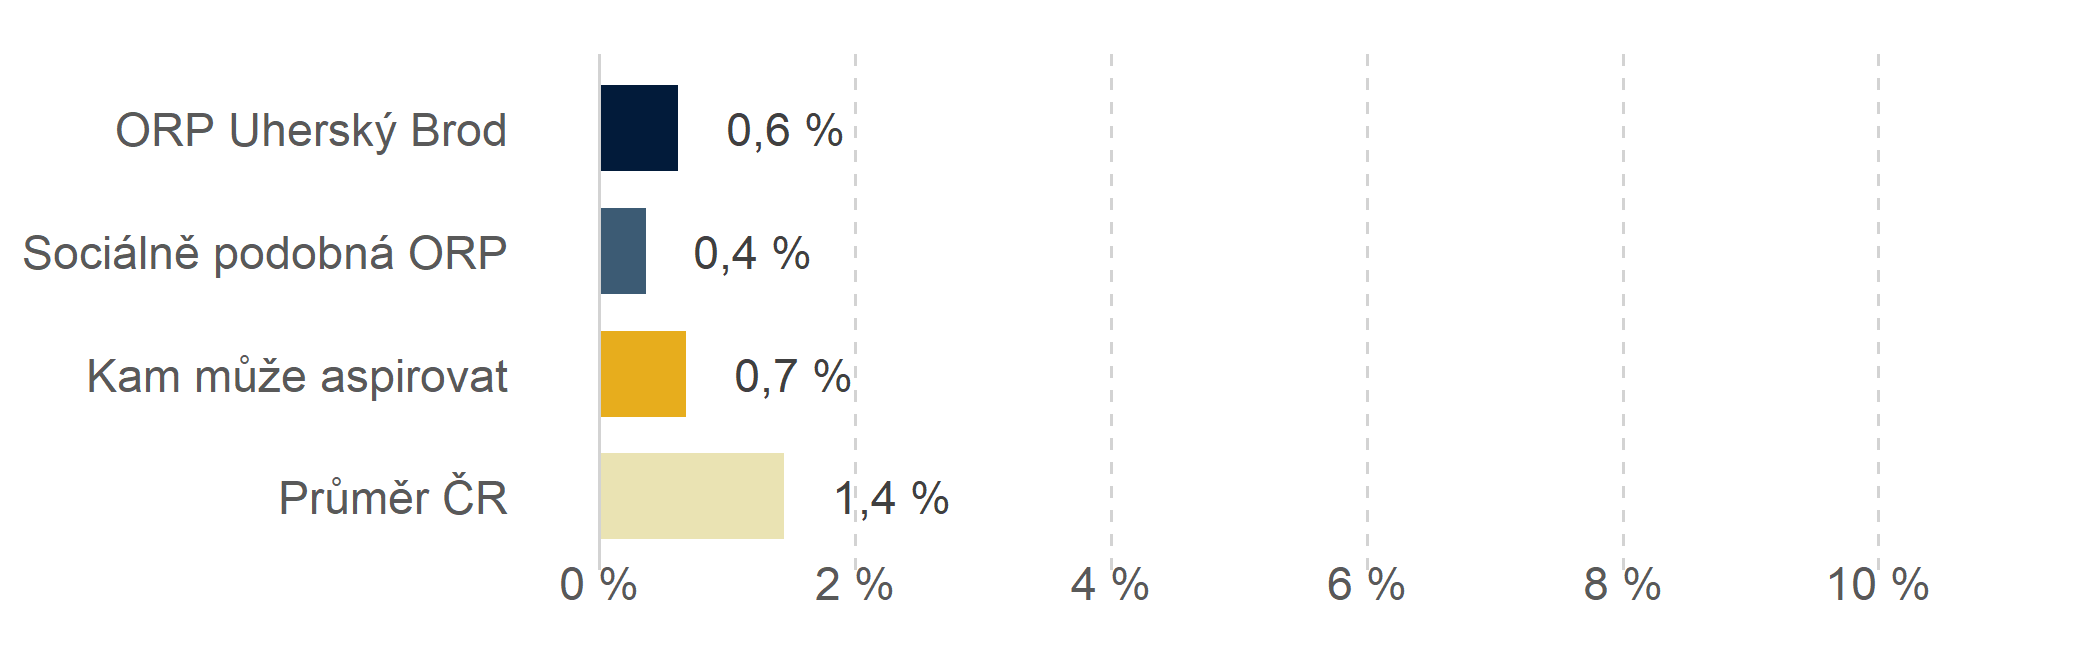 ORP Uherský Brod 0,6 %
Sociálně podobná ORP 0,4 %
Kam může aspirovat 0,7 %
Průměr ČR 1,4 %
0 % 2 % 4 % 6 % 8 % 10 %